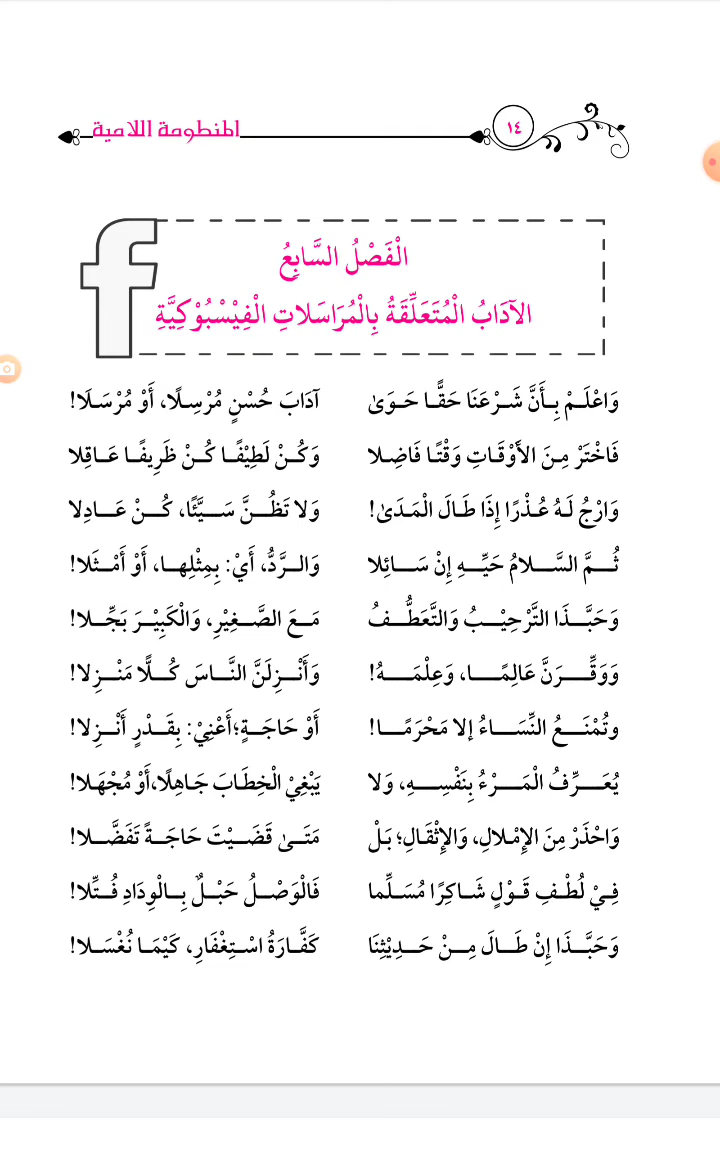 ١٤
المنظومة اللامية
الْفَصْلُ السَّابِعُ
الآدَابُ الْمُتَعَلِّقَةُ بِالْمُرَاسَلاتِ الْفِيْسْبُوْكِيَّةِ
وَاعْلَمْ بِأَنَّ شَرْعَنَا حَقًّا حَوَىٰ آدَابَ حُسْنٍ مُرْسِلًا، أَوْ مُرْسَلَا!
فَاخْتَرْ مِنَ الأَوْقَاتِ وَقْتًا فَاضِلا وَكُنْ لَطِيْفًا كُنْ ظَرِيفًا عَاقِلا
وَارْجُ لَهُ عُذْرًا إِذَا طَالَ الْمَدَىٰ! وَلا تَظُنَّ سَيِّئًا، كُنْ عَادِلا
ثُمَّ السَّلامُ حَيِّهِ إِنْ سَائِلا وَالرَّدُّ، أَيْ: بِمِثْلِها، أَوْ أَمْثَلا!
وَحَبَّذَا التَّرْحِيْبُ وَالتَّعَطُّفُ مَعَ الصَّغِيْرِ، وَالْكَبِيْرَ بَجِّلا!
وَوَقِّرَنَّ عَالِمًا، وَعِلْمَهُ! وَأَنْزِلَنَّ النَّاسَ كُلًّا مَنْزِلا!
وتُمْنَعُ النِّسَاءُ إلا مَحْرَمًا! أَوْ حَاجَةٍ؛أَعْنِيْ: بِقَدْرٍ أُنْزِلا!
يُعَرِّفُ الْمَرْءُ بِنَفْسِهِ، وَلا يَبْغِيْ الْخِطَابَ جَاهِلًا،أَوْ مُجْهَلا!
وَاحْذَرْ مِنَ الإِمْلالِ، وَالإِثْقَالِ؛ بَلْ مَتَىٰ قَضَيْتَ حَاجَةً تَفَضَّلا!
فِيْ لُطْفِ قَوْلٍ شَاكِرًا مُسَلِّما فَالْوَصْلُ حَبْلٌ بِالْوِدَادِ فُتِّلا!
وَحَبَّذَا إِنْ طَالَ مِنْ حَدِيْثِنَا كَفَّارَةُ اسْتِغْفَارِ، كَيْمَا نُغْسَلا!